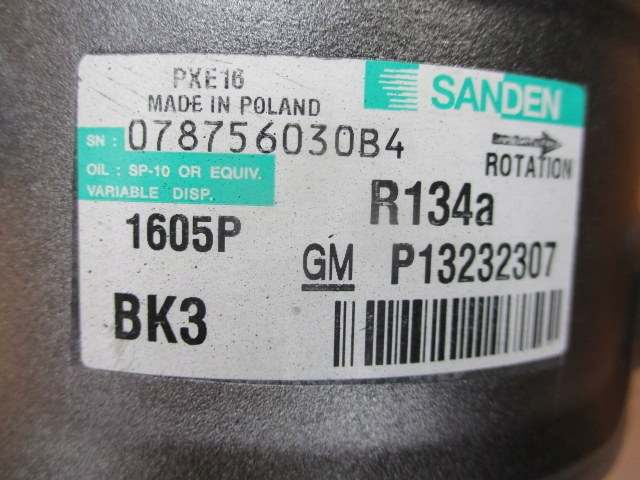 PXE16
MADE IN POLAND
SANDEN
SN: 078756030B4
ROTATION
OIL : SP-10 OR EQUIV.
VARIABLE DISP.
R134a
1605P
GM P13232307
BK3